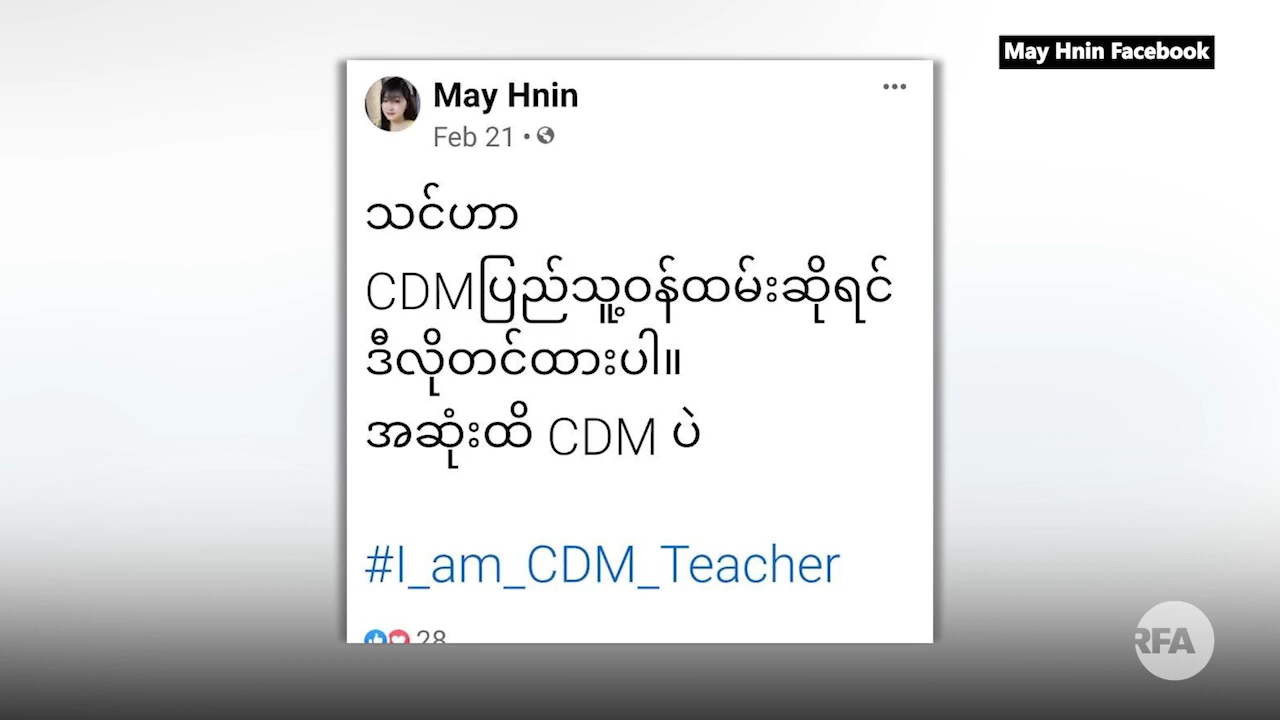 May Hnin Facebook
May Hnin
Feb 21
သင်ဟာ
CDMပြည်သူ့ဝန်ထမ်းဆိုရင်
ဒီလိုတင်ထားပါ။
အဆုံးထိ CDM ပဲ
#I_am_CDM_Teacher
28
RFA